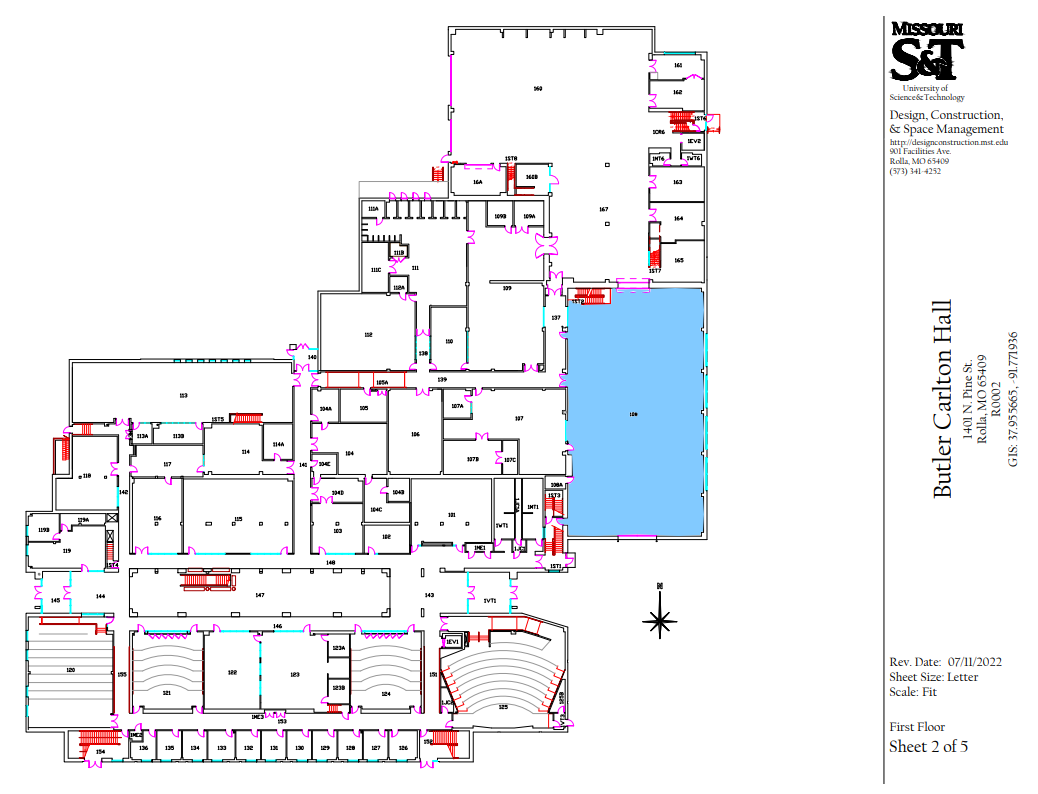 160
161
162
1ST6
1CR6
1EV2
1MT6
1WT6
1ST8
16A
160B
163
167
164
165
1ST7
111A
109B
109A
111B
111C
111
112A
109
137
112
110
138
140
105A
139
113
104A
105
107A
107
108
1ST5
113A
113B
114
114A
106
104
104E
107B
107C
117
141
118
142
104D
104B
104C
108A
1ST3
116
115
103
102
101
1WT1
1MT1
119B
119A
119
1ST4
1ME1
1JC1
148
1ST1
145
144
147
143
1VT1
146
120
155
121
122
123
123A
123B
124
151
1EV1
125
125B
1ME3
153
1ME2
154
136
135
134
133
132
131
130
129
128
127
126
152
N
MISSOURI
S&T
University of
Science & Technology
Design, Construction,
& Space Management
http://designconstruction.mst.edu
901 Facilities Ave.
Rolla, MO 65409
(573) 341-4252
Butler Carlton Hall
1401 N. Pine St.
Rolla, MO 65409
R0002
GIS: 37.955665, -91.771936
Rev. Date: 07/11/2022
Sheet Size: Letter
Scale: Fit
First Floor
Sheet 2 of 5